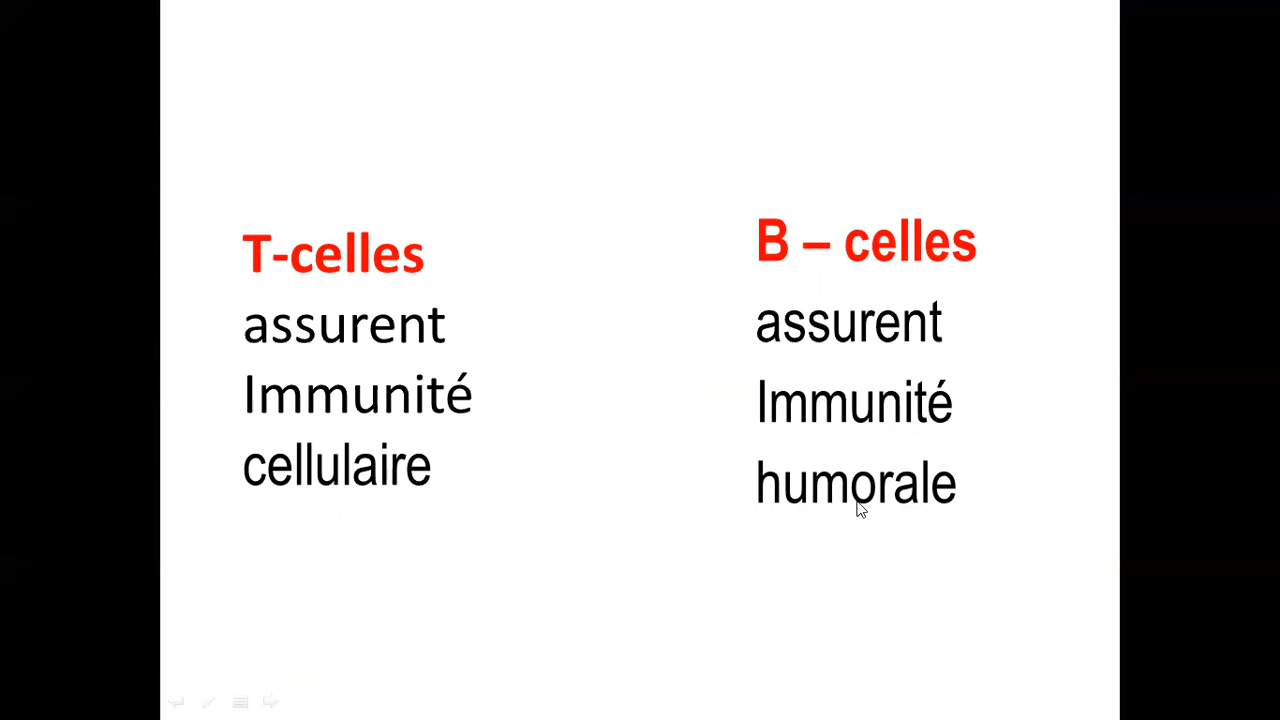 T-celles
assurent
Immunité
cellulaire
B – celles
assurent
Immunité
humorale